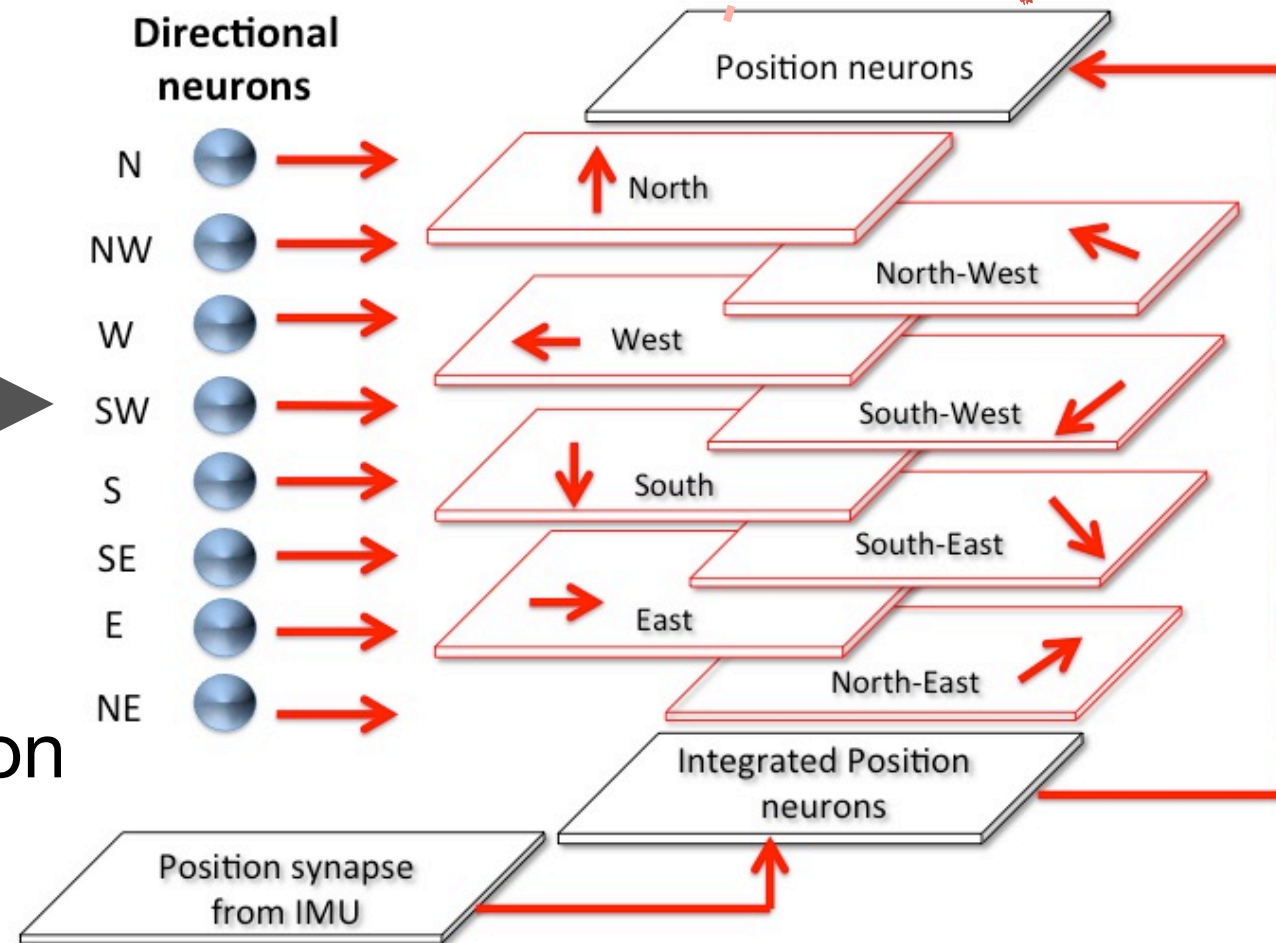 Directional
neurons
N
NW
W
SW
S
SE
E
NE
Position neurons
North
North-West
West
South-West
South
South-East
East
North-East
Integrated Position
neurons
Position synapse
from IMU
on